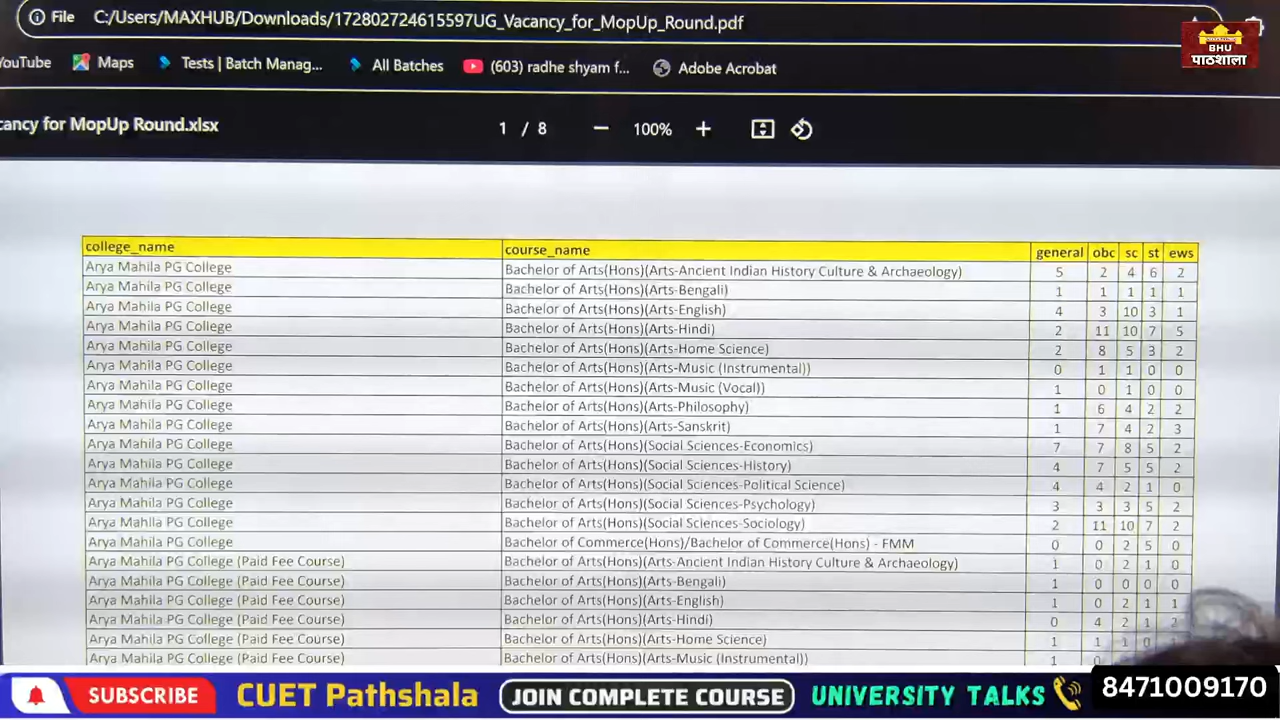 File C:/Users/MAXHUB/Downloads/172802724615597UG_Vacancy_for_MopUp_Round.pdf
BHU
पाठशाला
YouTube Maps Tests | Batch Manag... All Batches (603) radhe shyam f... Adobe Acrobat
cancy for MopUp Round.xlsx 1 / 8 − 100% +
college_name course_name general obc sc st ews
Arya Mahila PG College Bachelor of Arts(Hons)(Arts-Ancient Indian History Culture & Archaeology) 5 2 4 6 2
Arya Mahila PG College Bachelor of Arts(Hons)(Arts-Bengali) 1 1 1 1 1
Arya Mahila PG College Bachelor of Arts(Hons)(Arts-English) 4 3 10 3 1
Arya Mahila PG College Bachelor of Arts(Hons)(Arts-Hindi) 2 11 10 7 5
Arya Mahila PG College Bachelor of Arts(Hons)(Arts-Home Science) 2 8 5 3 2
Arya Mahila PG College Bachelor of Arts(Hons)(Arts-Music (Instrumental)) 0 1 1 0 0
Arya Mahila PG College Bachelor of Arts(Hons)(Arts-Music (Vocal)) 1 0 1 0 0
Arya Mahila PG College Bachelor of Arts(Hons)(Arts-Philosophy) 1 6 4 2 2
Arya Mahila PG College Bachelor of Arts(Hons)(Arts-Sanskrit) 1 7 4 2 3
Arya Mahila PG College Bachelor of Arts(Hons)(Social Sciences-Economics) 7 7 8 5 2
Arya Mahila PG College Bachelor of Arts(Hons)(Social Sciences-History) 4 7 5 5 2
Arya Mahila PG College Bachelor of Arts(Hons)(Social Sciences-Political Science) 4 4 2 1 0
Arya Mahila PG College Bachelor of Arts(Hons)(Social Sciences-Psychology) 3 3 3 5 2
Arya Mahila PG College Bachelor of Arts(Hons)(Social Sciences-Sociology) 2 11 10 7 2
Arya Mahila PG College Bachelor of Commerce(Hons)/Bachelor of Commerce(Hons) - FMM 0 0 2 5 0
Arya Mahila PG College (Paid Fee Course) Bachelor of Arts(Hons)(Arts-Ancient Indian History Culture & Archaeology) 1 0 2 1 0
Arya Mahila PG College (Paid Fee Course) Bachelor of Arts(Hons)(Arts-Bengali) 1 0 0 0 0
Arya Mahila PG College (Paid Fee Course) Bachelor of Arts(Hons)(Arts-English) 1 0 2 1 1
Arya Mahila PG College (Paid Fee Course) Bachelor of Arts(Hons)(Arts-Hindi) 0 4 2 1 2
Arya Mahila PG College (Paid Fee Course) Bachelor of Arts(Hons)(Arts-Home Science) 1 1 1 0
Arya Mahila PG College (Paid Fee Course) Bachelor of Arts(Hons)(Arts-Music (Instrumental)) 1 0
SUBSCRIBE CUET Pathshala JOIN COMPLETE COURSE UNIVERSITY TALKS 8471009170